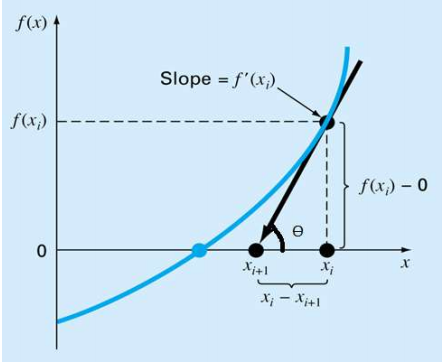 f(x)
Slope = f'(xᵢ)
f(xᵢ)
f(xᵢ) – 0
θ
0
xᵢ₊₁
xᵢ
x
xᵢ – xᵢ₊₁